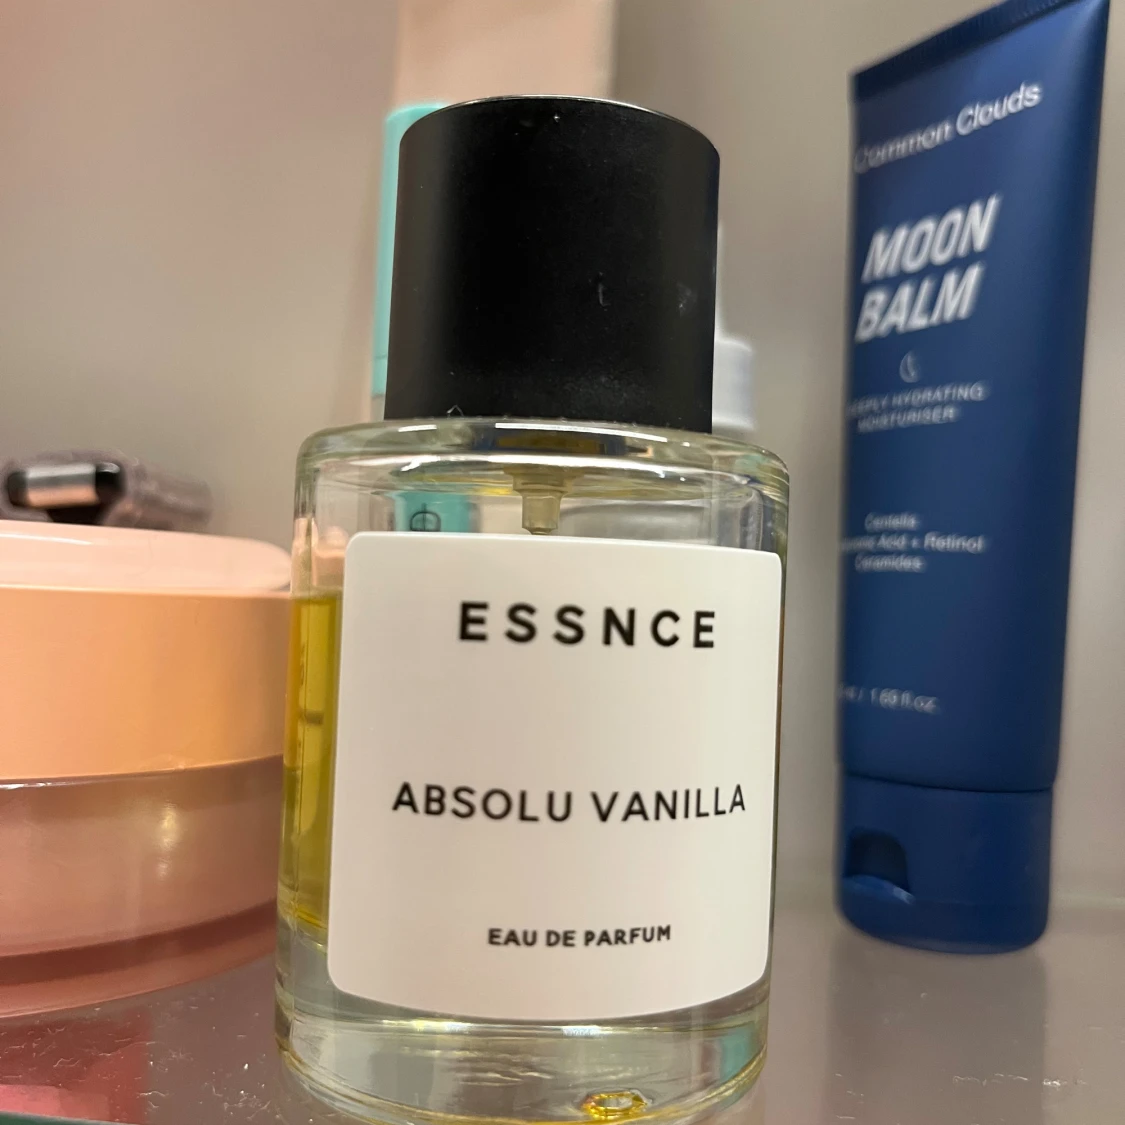 ESSNCE
ABSOLU VANILLA
EAU DE PARFUM
Common Clouds
MOON
BALM
HYDRATING
MOISTURISER
Centella
Acid + Retinol
Ceramides
/ 1.69 fl.oz